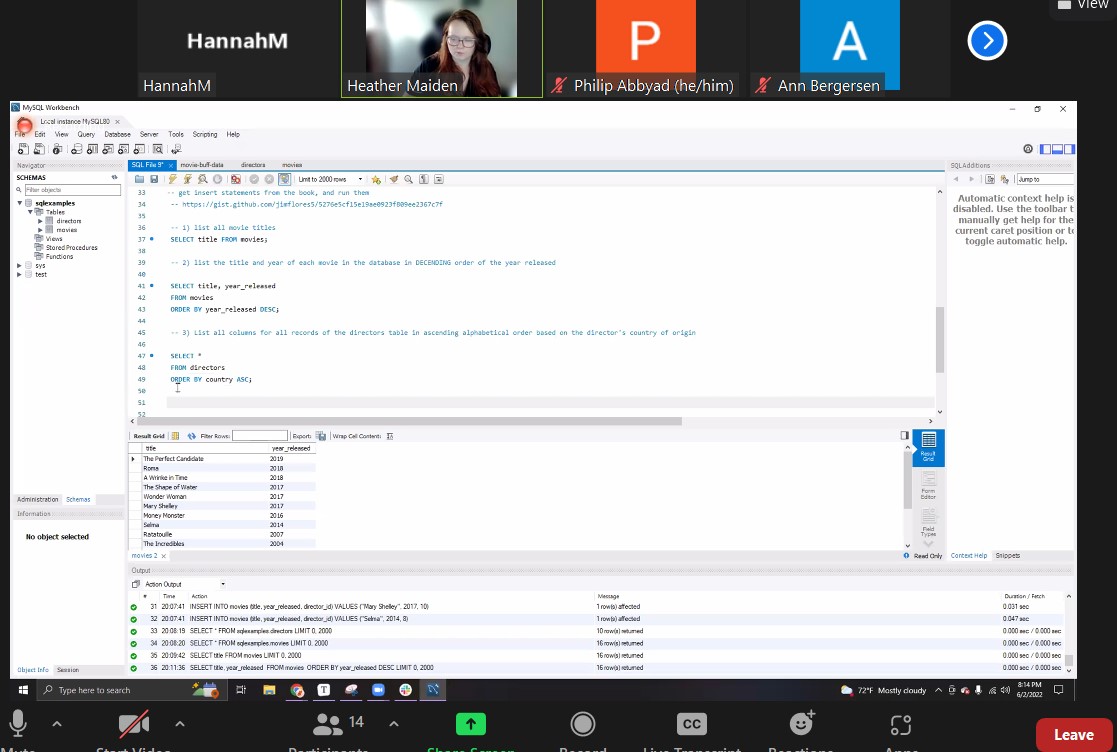 View
HannahM
HannahM
Heather Maiden
P
Philip Abbyad (he/him)
A
Ann Bergersen
MySQL Workbench
Local instance MySQL80
File Edit View Query Database Server Tools Scripting Help
Navigator
SCHEMAS
Filter objects
sqlexamples
Tables
directors
movies
Views
Stored Procedures
Functions
sys
test
Administration Schemas
Information
No object selected
Object Info Session
SQL File 9* movie-buff-data directors movies
Limit to 2000 rows
33 -- get insert statements from the book, and run them
34 -- https://gist.github.com/jimflores5/5276e5cf15e19ae0923f809ee2367c7f
35
36 -- 1) list all movie titles
37 SELECT title FROM movies;
38
39 -- 2) list the title and year of each movie in the database in DECENDING order of the year released
40
41 SELECT title, year_released
42 FROM movies
43 ORDER BY year_released DESC;
44
45 -- 3) List all columns for all records of the directors table in ascending alphabetical order based on the director's country of origin
46
47 SELECT *
48 FROM directors
49 ORDER BY country ASC;
50
51
52
Result Grid Filter Rows: Export: Wrap Cell Content:
title year_released
The Perfect Candidate 2019
Roma 2018
A Wrinke in Time 2018
The Shape of Water 2017
Wonder Woman 2017
Mary Shelley 2017
Money Monster 2016
Selma 2014
Ratatouille 2007
The Incredibles 2004
Result Grid
Form Editor
Field Types
movies 2
Read Only
SQLAdditions
Jump to
Automatic context help is
disabled. Use the toolbar t
manually get help for the
current caret position or to
toggle automatic help.
Context Help Snippets
Output
Action Output
# Time Action Message Duration / Fetch
31 20:07:41 INSERT INTO movies (title, year_released, director_id) VALUES ("Mary Shelley", 2017, 10) 1 row(s) affected 0.031 sec
32 20:07:41 INSERT INTO movies (title, year_released, director_id) VALUES ("Selma", 2014, 8) 1 row(s) affected 0.047 sec
33 20:08:19 SELECT * FROM sqlexamples.directors LIMIT 0, 2000 10 row(s) returned 0.000 sec / 0.000 sec
34 20:08:20 SELECT * FROM sqlexamples.movies LIMIT 0, 2000 16 row(s) returned 0.000 sec / 0.000 sec
35 20:09:42 SELECT title FROM movies LIMIT 0, 2000 16 row(s) returned 0.000 sec / 0.000 sec
36 20:11:36 SELECT title, year_released FROM movies ORDER BY year_released DESC LIMIT 0, 2000 16 row(s) returned 0.000 sec / 0.000 sec
Type here to search
T
72°F Mostly cloudy
8:14 PM
6/2/2022
14
CC
Mute Start Video Participants Share Screen Record Live Transcript Reactions Apps
Leave